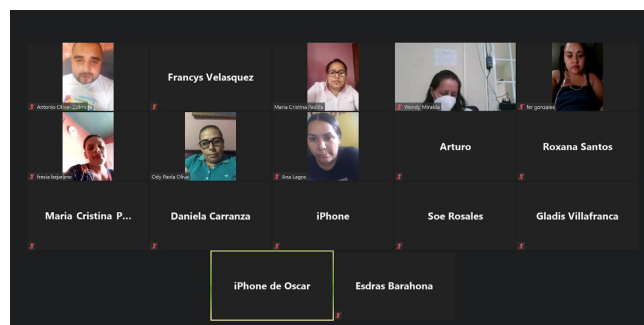 Antonio Oliva
Francys Velasquez
Maria Cristina Padilla
Wendy Miralda
fer gonzales
fresia bejarano
Ody Paola Oliva
Ana Lagos
Arturo
Roxana Santos
Maria Cristina P...
Daniela Carranza
iPhone
Soe Rosales
Gladis Villafranca
iPhone de Oscar
Esdras Barahona